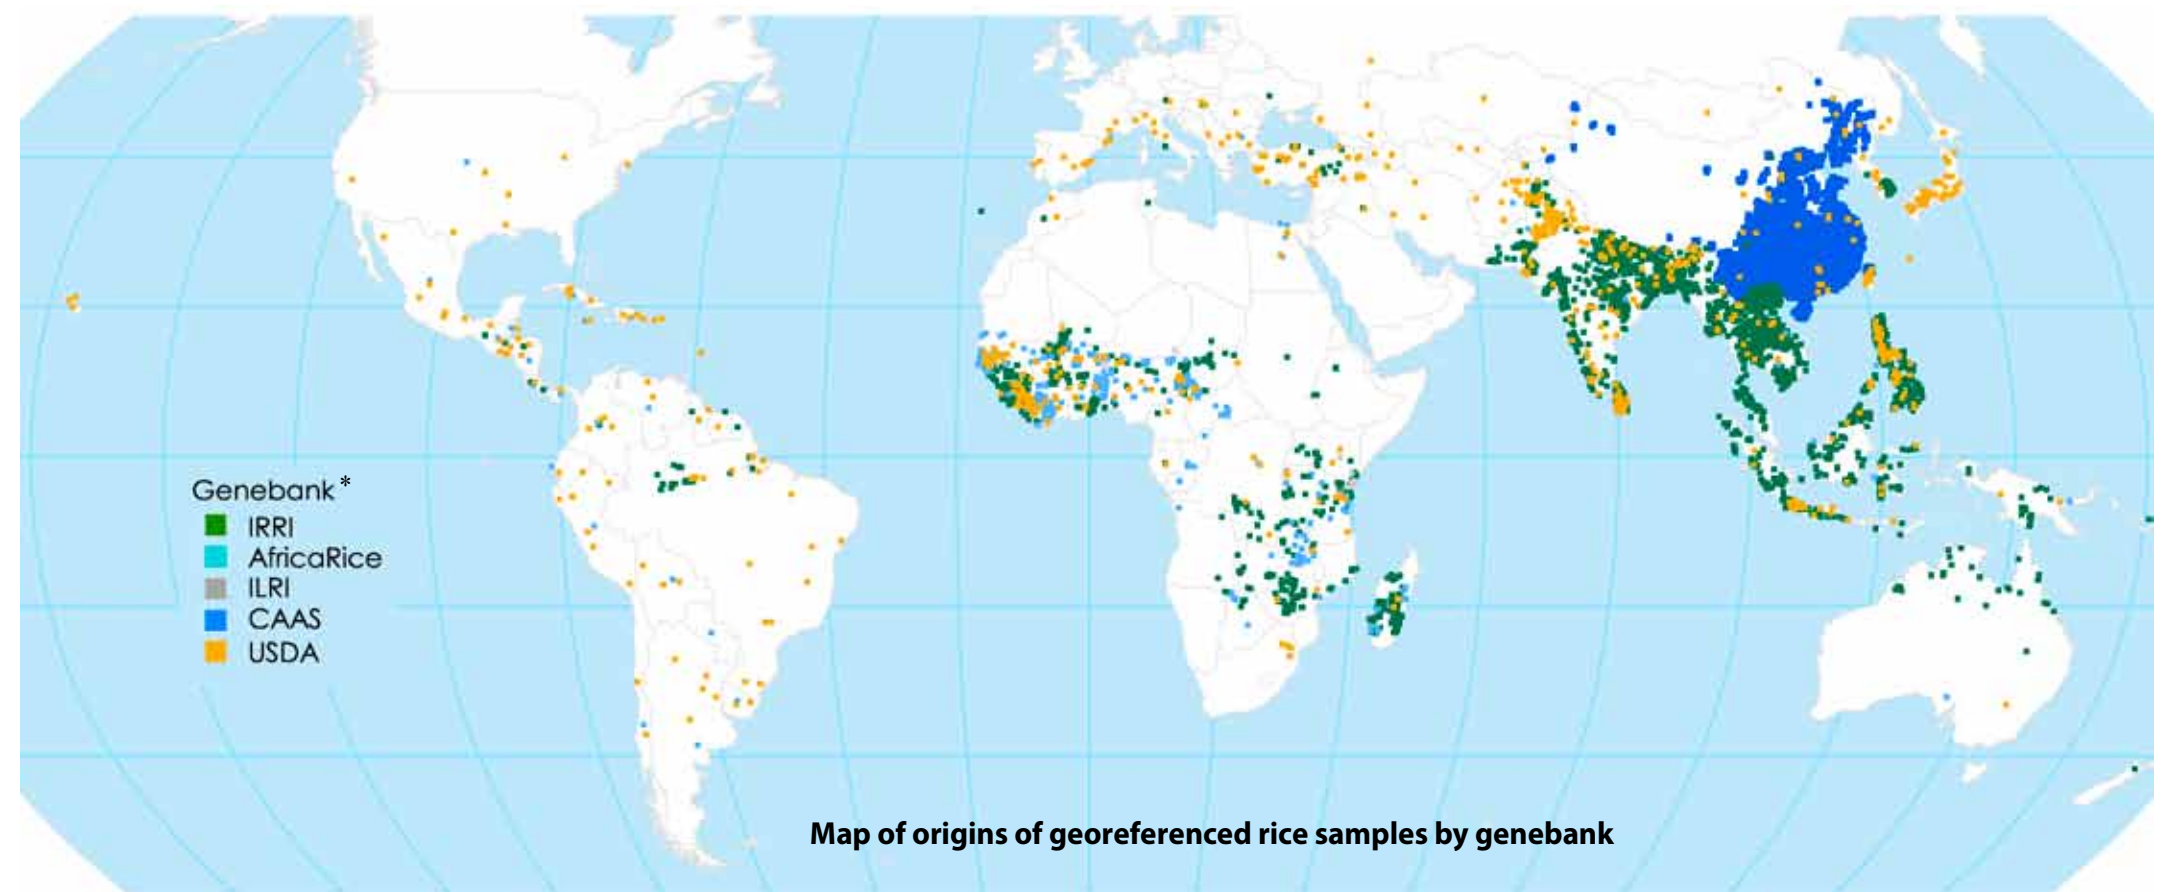 Genebank*
IRRI
AfricaRice
ILRI
CAAS
USDA
Map of origins of georeferenced rice samples by genebank